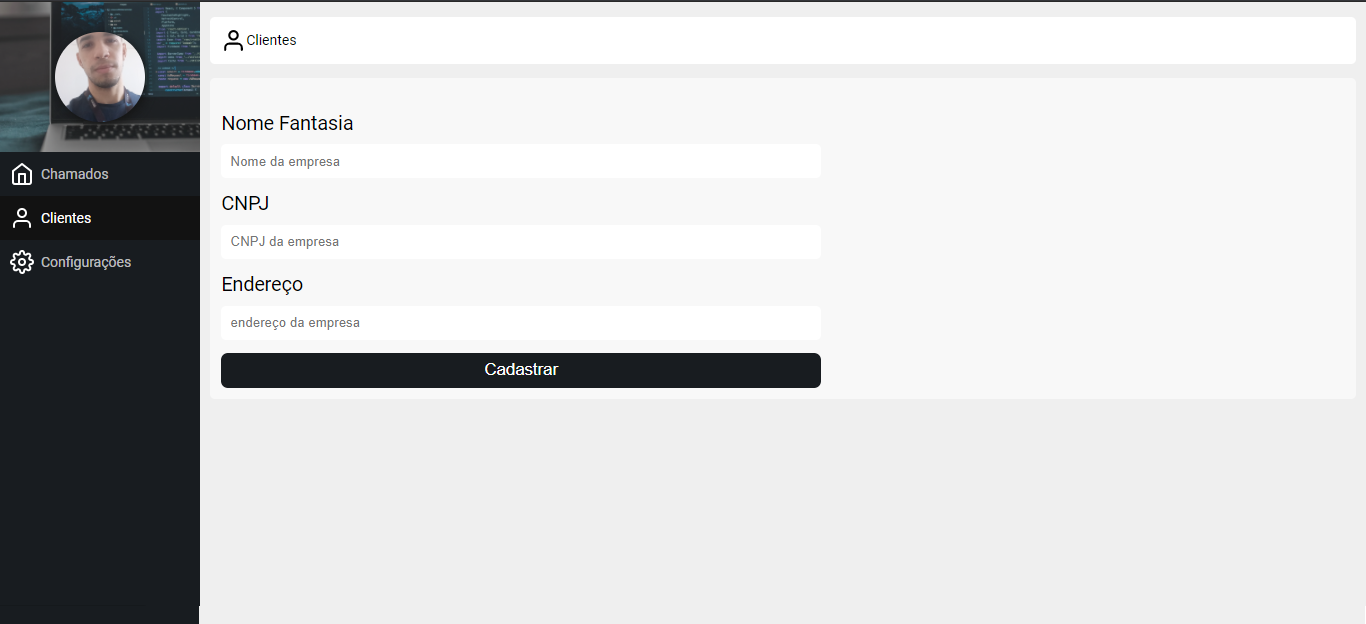 Chamados
Clientes
Configurações
Clientes
Nome Fantasia
Nome da empresa
CNPJ
CNPJ da empresa
Endereço
endereço da empresa
Cadastrar